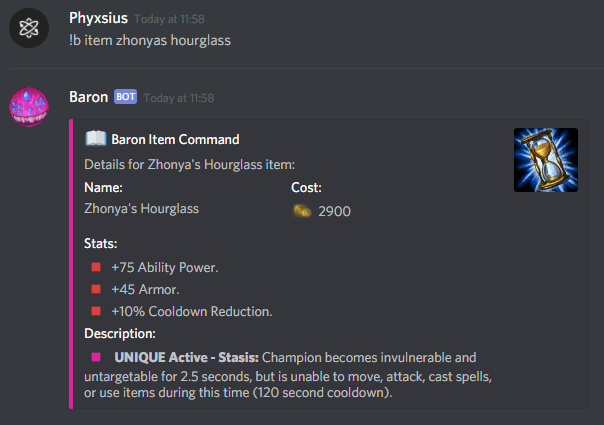 Phyxsius Today at 11:58
!b item zhonyas hourglass
Baron BOT Today at 11:58
Baron Item Command
Details for Zhonya's Hourglass item:
Name: Cost:
Zhonya's Hourglass 2900
Stats:
+75 Ability Power.
+45 Armor.
+10% Cooldown Reduction.
Description:
UNIQUE Active - Stasis: Champion becomes invulnerable and
untargetable for 2.5 seconds, but is unable to move, attack, cast spells,
or use items during this time (120 second cooldown).